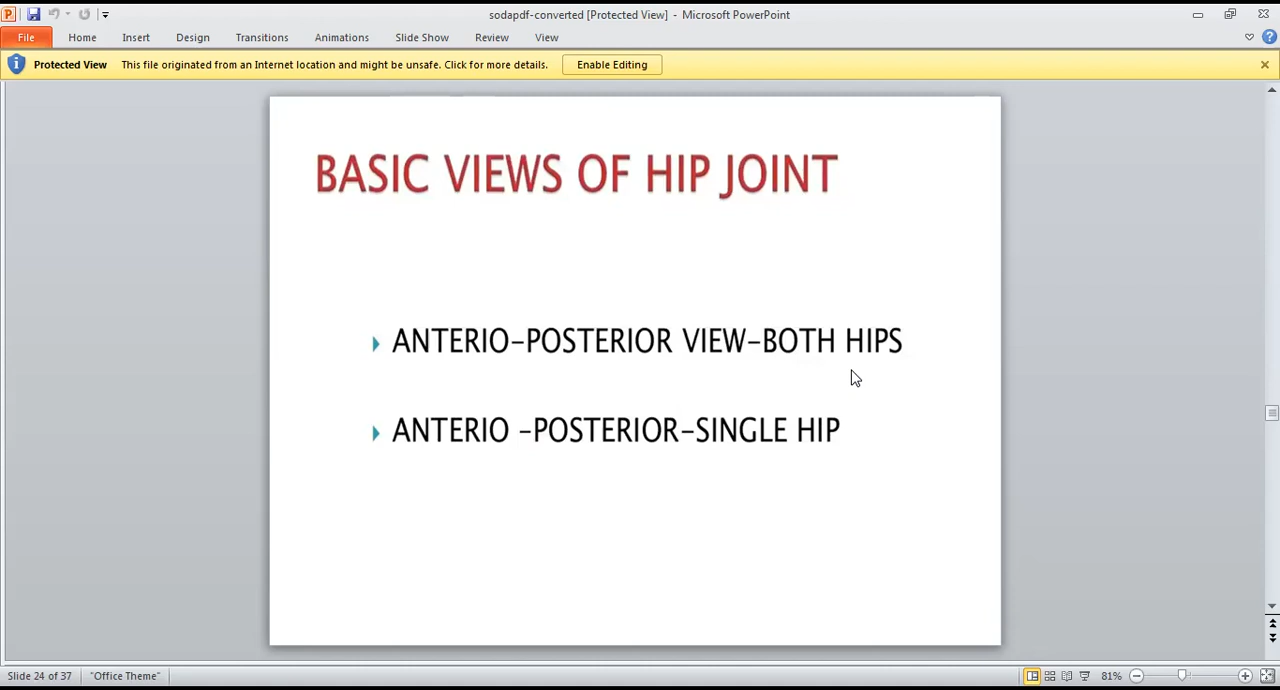 sodapdf-converted [Protected View] - Microsoft PowerPoint
File Home Insert Design Transitions Animations Slide Show Review View
Protected View This file originated from an Internet location and might be unsafe. Click for more details. Enable Editing
BASIC VIEWS OF HIP JOINT
ANTERIO-POSTERIOR VIEW-BOTH HIPS
ANTERIO -POSTERIOR-SINGLE HIP
Slide 24 of 37 "Office Theme" 81%